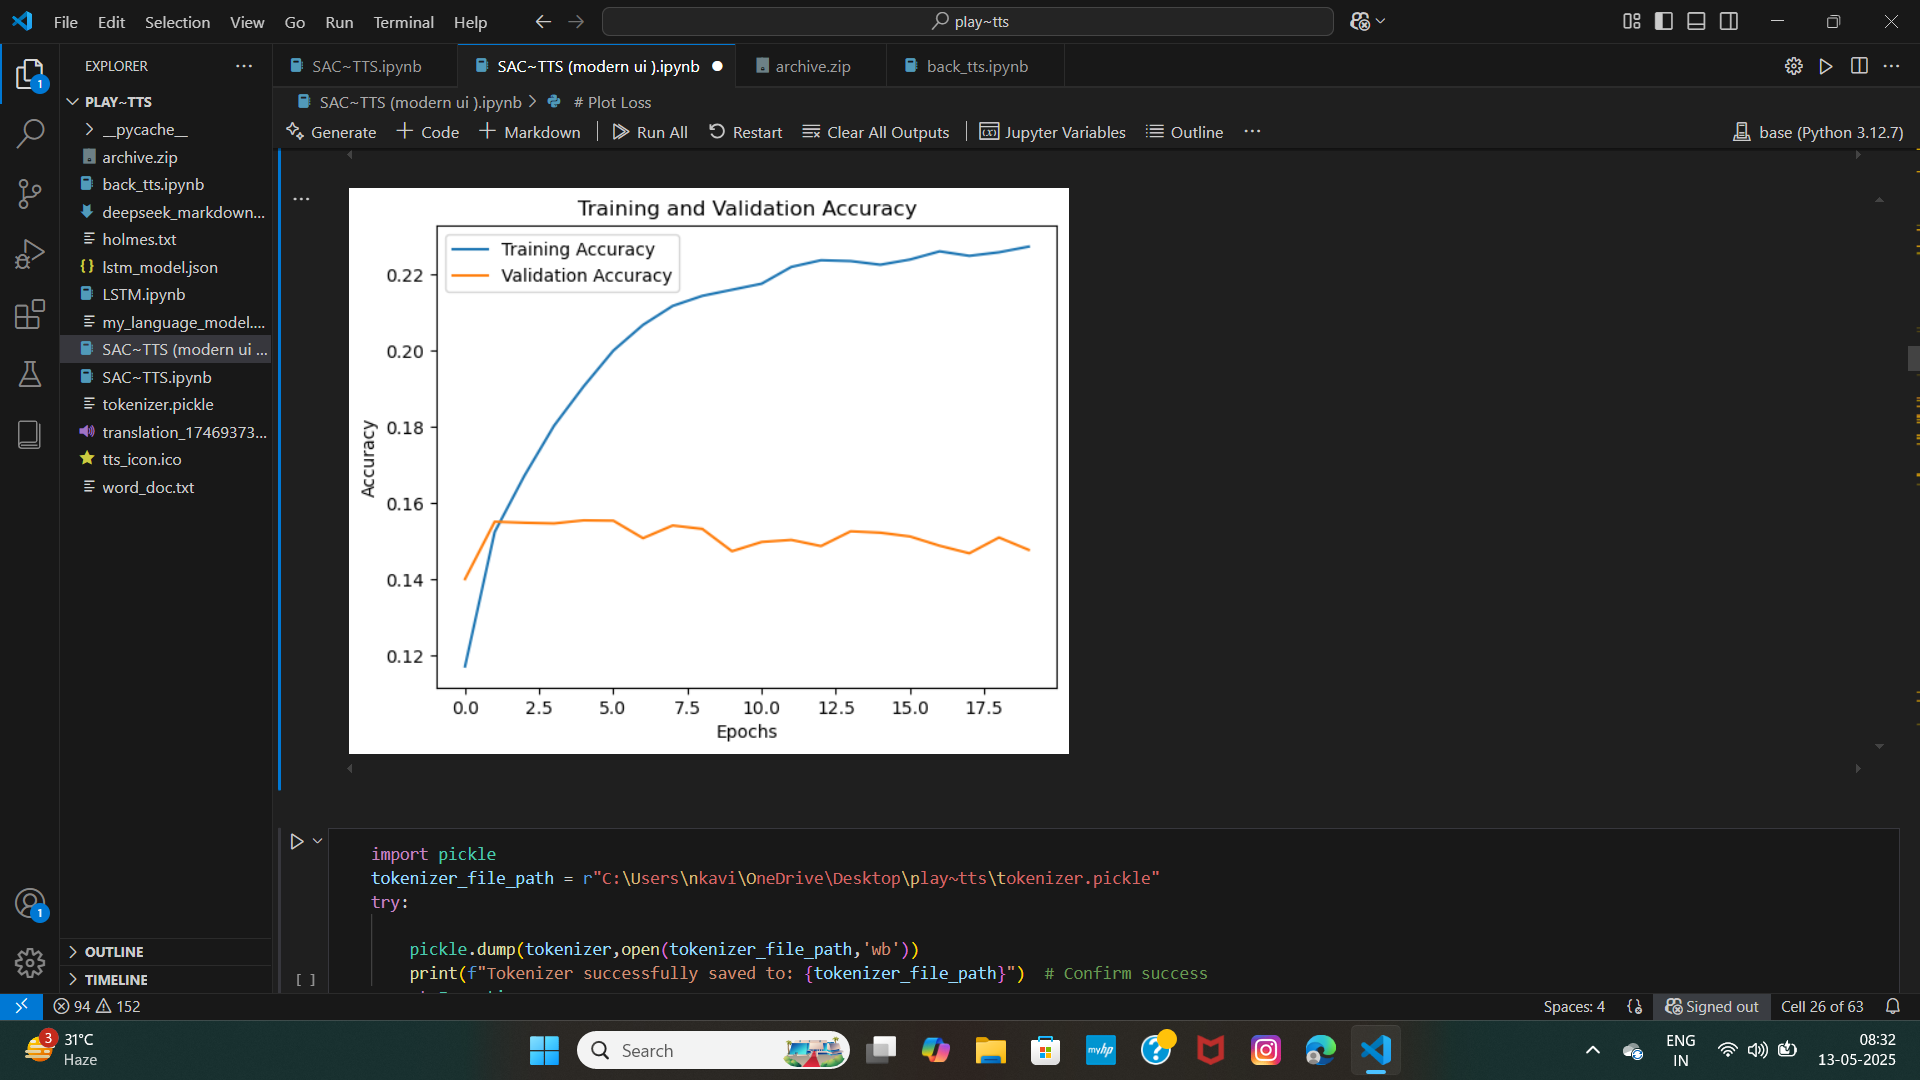 File Edit Selection View Go Run Terminal Help
play~tts
EXPLORER
PLAY~TTS
__pycache__
archive.zip
back_tts.ipynb
deepseek_markdown...
holmes.txt
lstm_model.json
LSTM.ipynb
my_language_model....
SAC~TTS (modern ui ...
SAC~TTS.ipynb
tokenizer.pickle
translation_17469373...
tts_icon.ico
word_doc.txt
OUTLINE
TIMELINE
SAC~TTS.ipynb SAC~TTS (modern ui ).ipynb archive.zip back_tts.ipynb
SAC~TTS (modern ui ).ipynb > # Plot Loss
Generate + Code + Markdown Run All Restart Clear All Outputs Jupyter Variables Outline ... base (Python 3.12.7)
Training and Validation Accuracy
Training Accuracy
Validation Accuracy
0.22
0.20
0.18
0.16
0.14
0.12
Accuracy
0.0 2.5 5.0 7.5 10.0 12.5 15.0 17.5
Epochs
import pickle
tokenizer_file_path = r"C:\Users\nkavi\OneDrive\Desktop\play~tts\tokenizer.pickle"
try:
pickle.dump(tokenizer,open(tokenizer_file_path,'wb'))
print(f"Tokenizer successfully saved to: {tokenizer_file_path}") # Confirm success
[ ]
94 152
Spaces: 4 Signed out Cell 26 of 63
3
31°C
Haze
Search
myhp
ENG
IN
08:32
13-05-2025
1
1